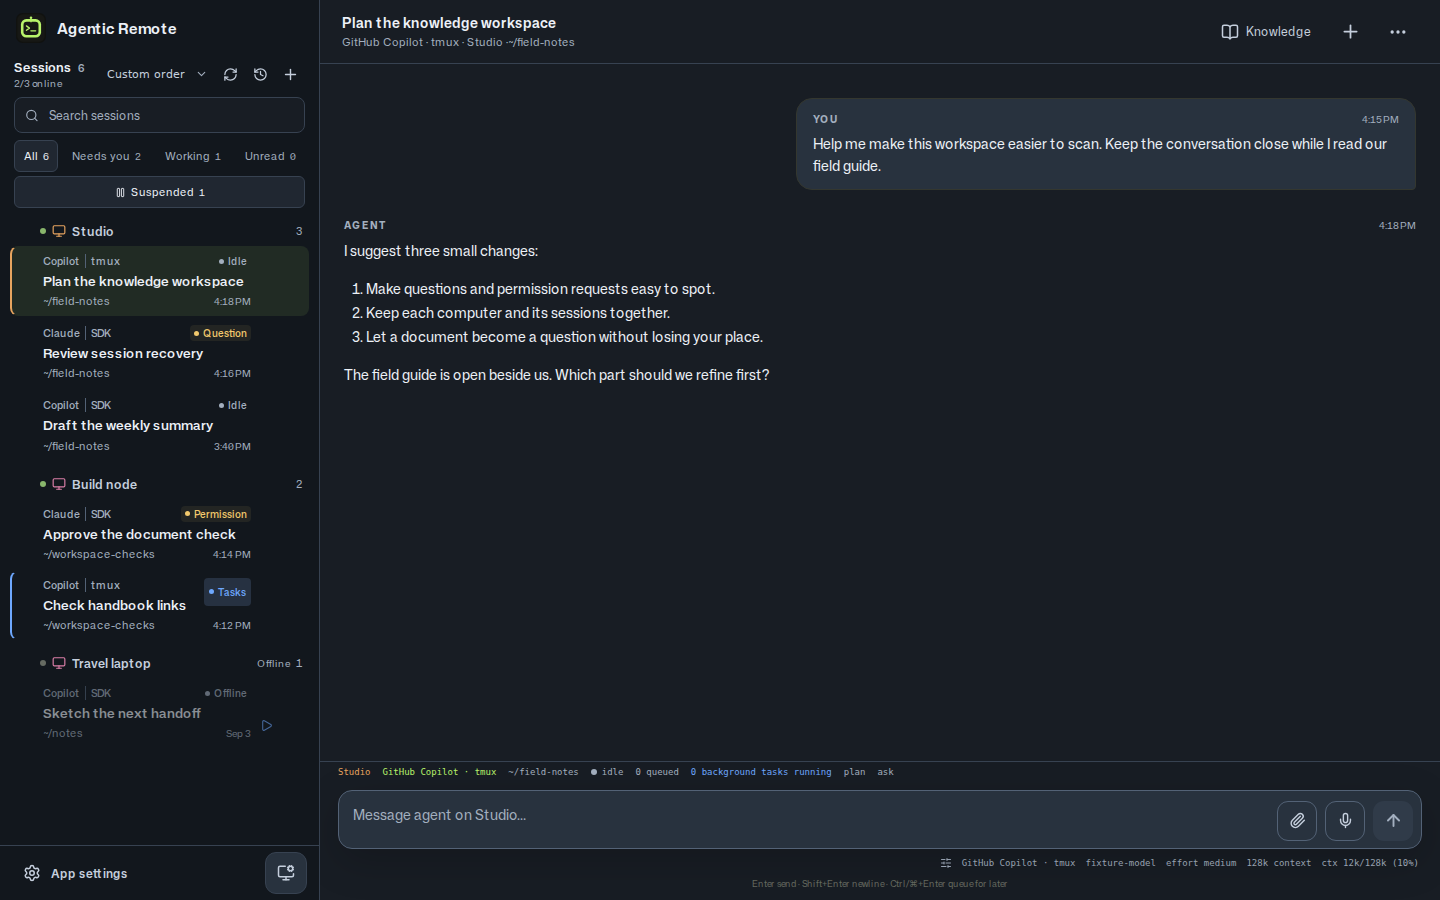 Agentic Remote
Sessions 6
2/3 online
Custom order
Search sessions
All 6
Needs you 2
Working 1
Unread 0
Suspended 1
Studio 3
Copilot | tmux Idle
Plan the knowledge workspace
~/field-notes 4:18 PM
Claude | SDK Question
Review session recovery
~/field-notes 4:16 PM
Copilot | SDK Idle
Draft the weekly summary
~/field-notes 3:40 PM
Build node 2
Claude | SDK Permission
Approve the document check
~/workspace-checks 4:14 PM
Copilot | tmux Tasks
Check handbook links
~/workspace-checks 4:12 PM
Travel laptop Offline 1
Copilot | SDK Offline
Sketch the next handoff
~/notes Sep 3
App settings
Plan the knowledge workspace
GitHub Copilot · tmux · Studio · ~/field-notes
Knowledge
YOU 4:15 PM
Help me make this workspace easier to scan. Keep the conversation close while I read our
field guide.
AGENT 4:18 PM
I suggest three small changes:
1. Make questions and permission requests easy to spot.
2. Keep each computer and its sessions together.
3. Let a document become a question without losing your place.
The field guide is open beside us. Which part should we refine first?
Studio GitHub Copilot · tmux ~/field-notes idle 0 queued 0 background tasks running plan ask
Message agent on Studio...
GitHub Copilot · tmux fixture-model effort medium 128k context ctx 12k/128k (10%)
Enter send · Shift+Enter newline · Ctrl/⌘+Enter queue for later